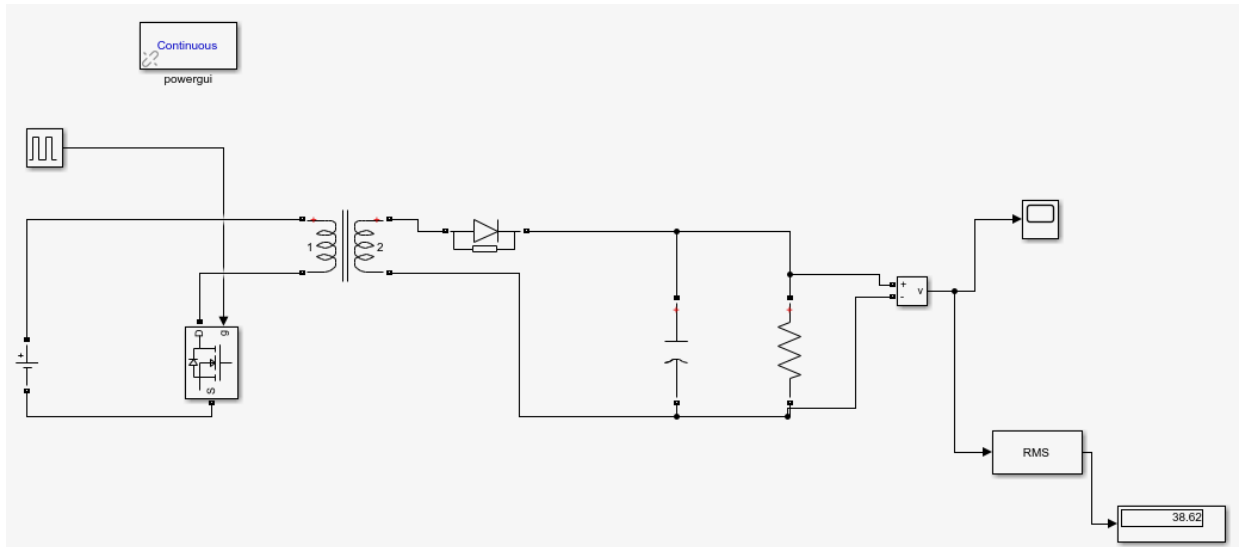 Continuous
powergui
1
2
+
-
v
+
D
g
S
RMS
38.62